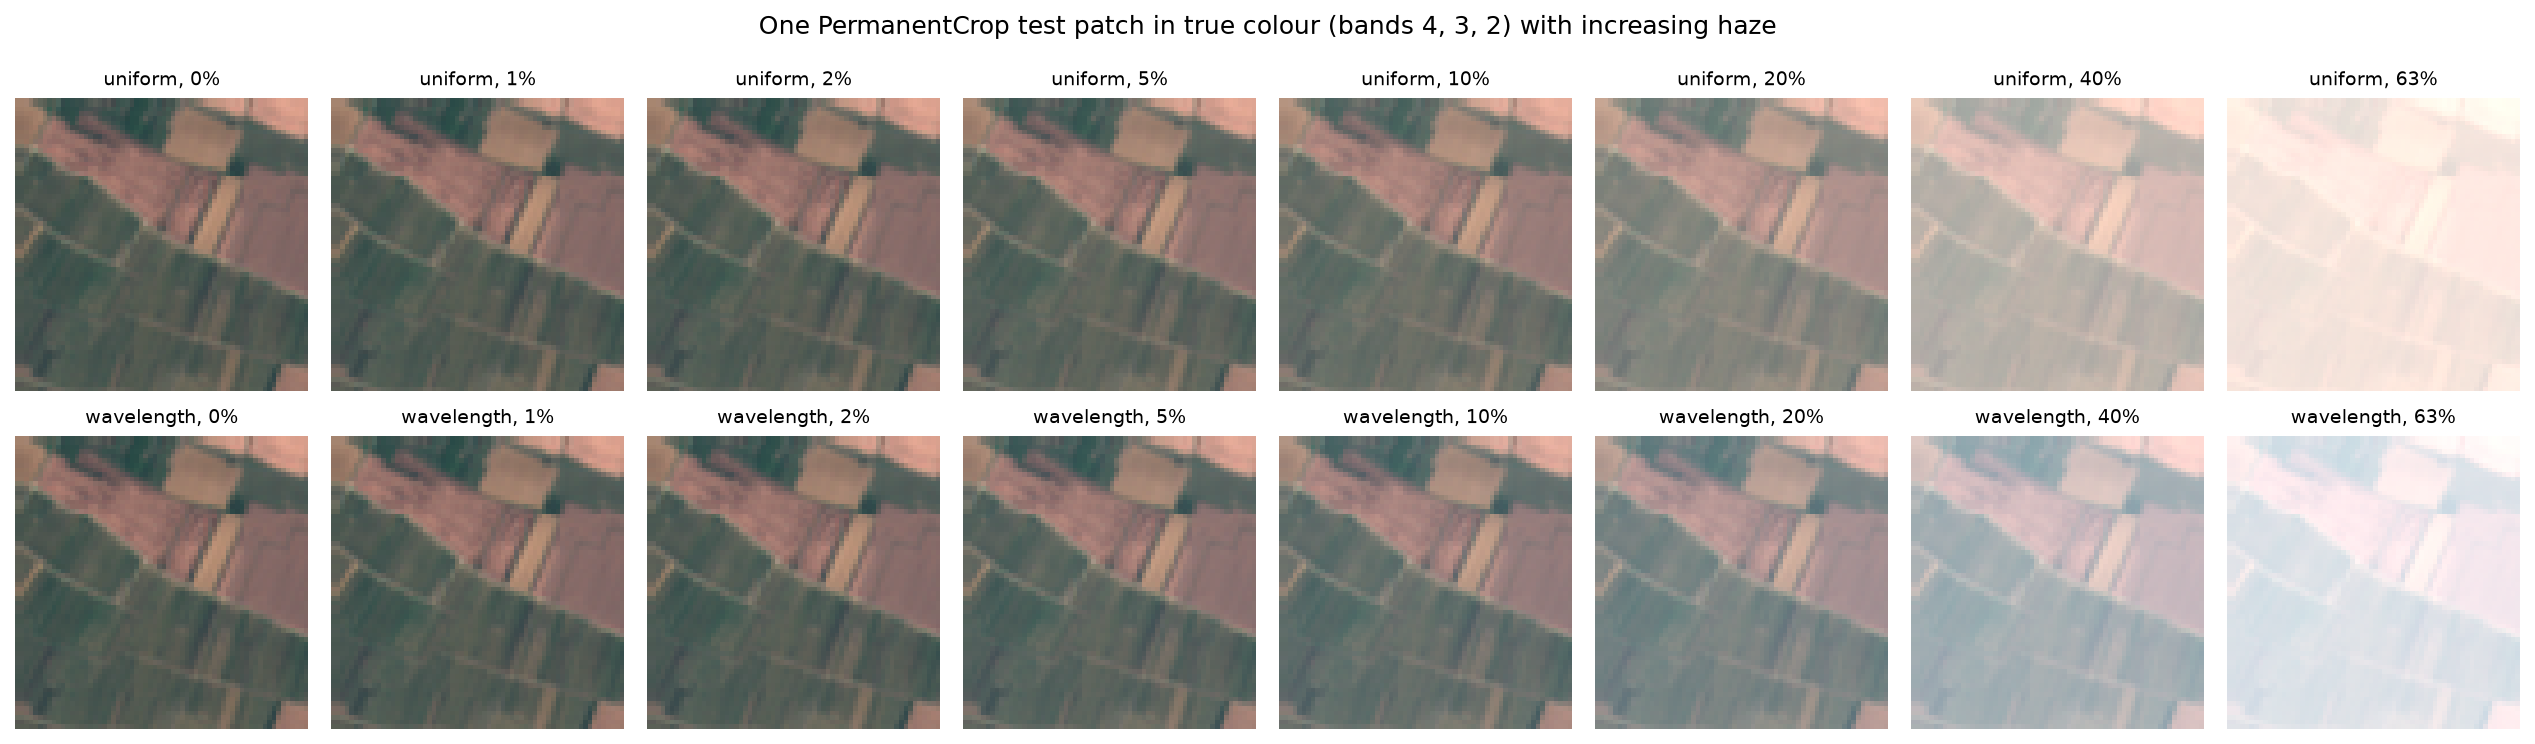 One PermanentCrop test patch in true colour (bands 4, 3, 2) with increasing haze
uniform, 0%
uniform, 1%
uniform, 2%
uniform, 5%
uniform, 10%
uniform, 20%
uniform, 40%
uniform, 63%
wavelength, 0%
wavelength, 1%
wavelength, 2%
wavelength, 5%
wavelength, 10%
wavelength, 20%
wavelength, 40%
wavelength, 63%